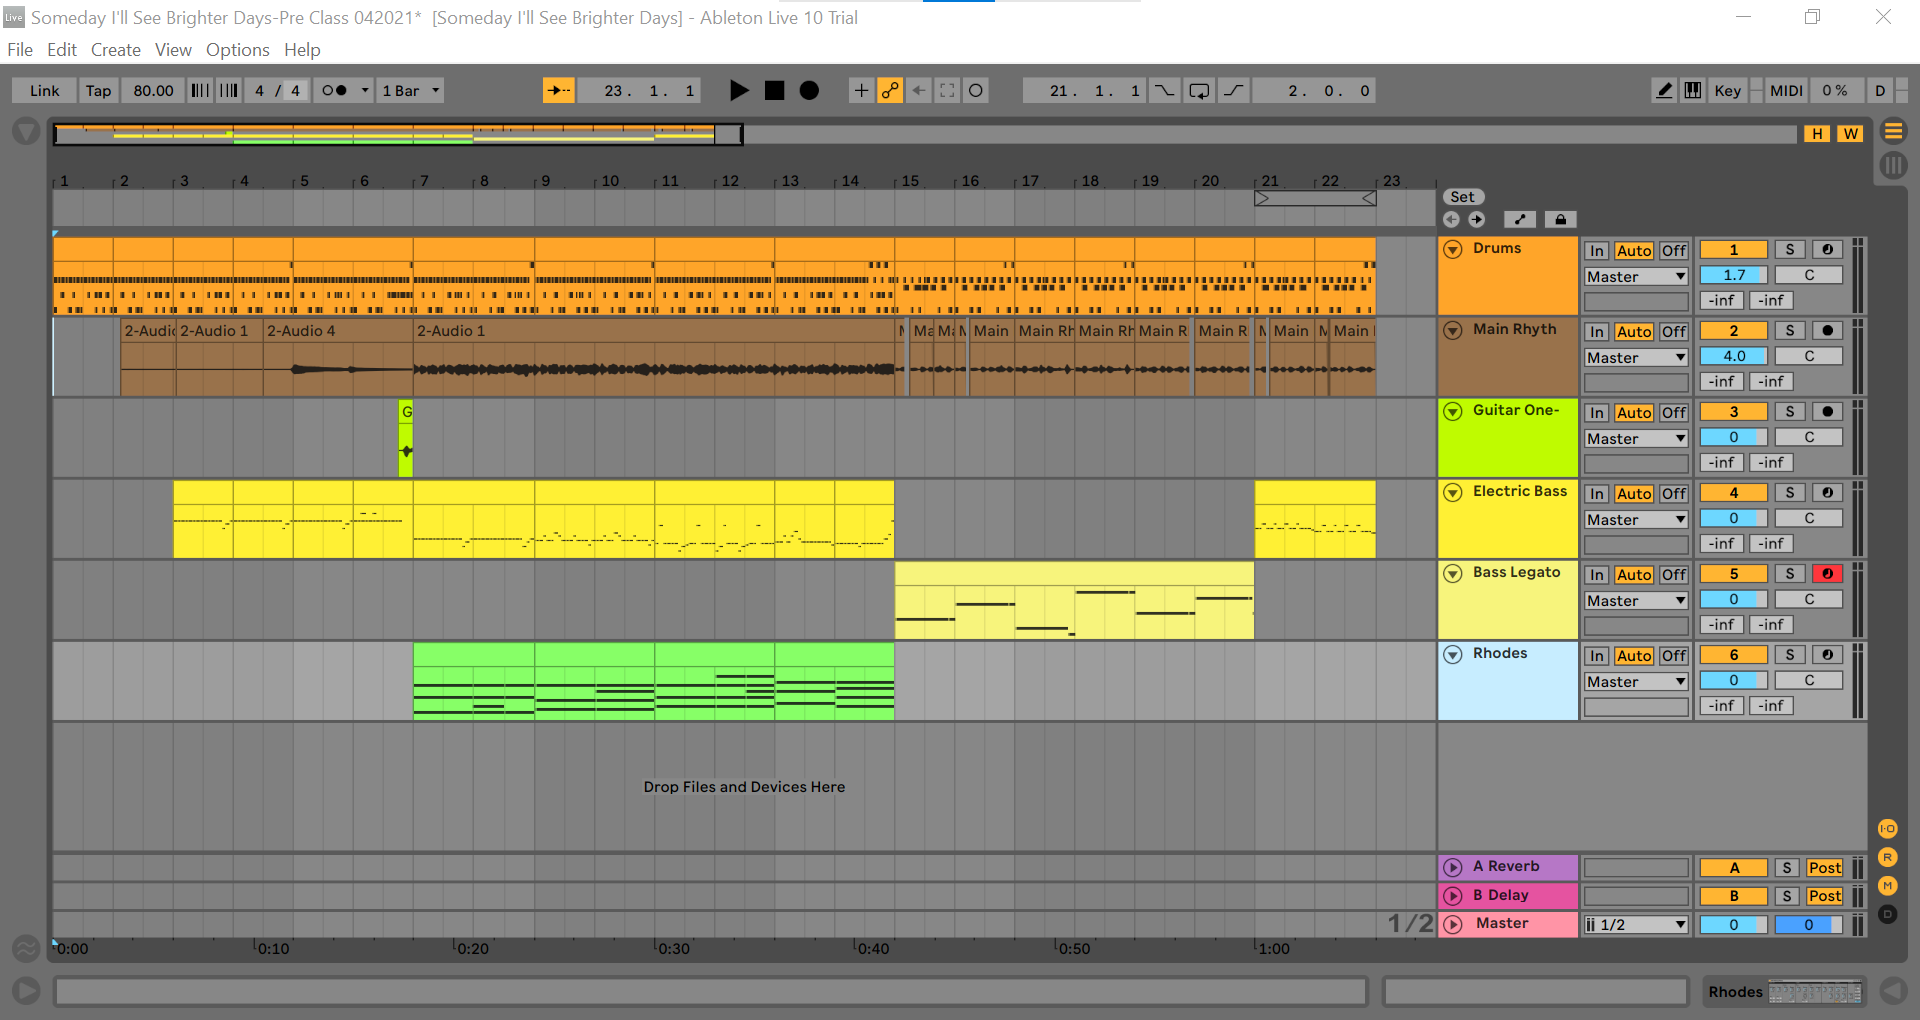 Live Someday I'll See Brighter Days-Pre Class 042021* [Someday I'll See Brighter Days] - Ableton Live 10 Trial
File Edit Create View Options Help
Link Tap 80.00 4 / 4 1 Bar 23. 1. 1 21. 1. 1 2. 0. 0 Key MIDI 0 % D
H W
1 2 3 4 5 6 7 8 9 10 11 12 13 14 15 16 17 18 19 20 21 22 23
Set
Drums In Auto Off 1 S
Master 1.7 C
-inf -inf
2-Audic 2-Audio 1 2-Audio 4 2-Audio 1 Ma Ma Main Main Rh Main Rh Main R Main R Main Main Main Rhyth In Auto Off 2 S
Master 4.0 C
-inf -inf
G Guitar One- In Auto Off 3 S
Master 0 C
-inf -inf
Electric Bass In Auto Off 4 S
Master 0 C
-inf -inf
Bass Legato In Auto Off 5 S
Master 0 C
-inf -inf
Rhodes In Auto Off 6 S
Master 0 C
-inf -inf
Drop Files and Devices Here
I·O
R
A Reverb A S Post
M
B Delay B S Post
D
1/2 Master 1/2 0 0
0:00 0:10 0:20 0:30 0:40 0:50 1:00
Rhodes